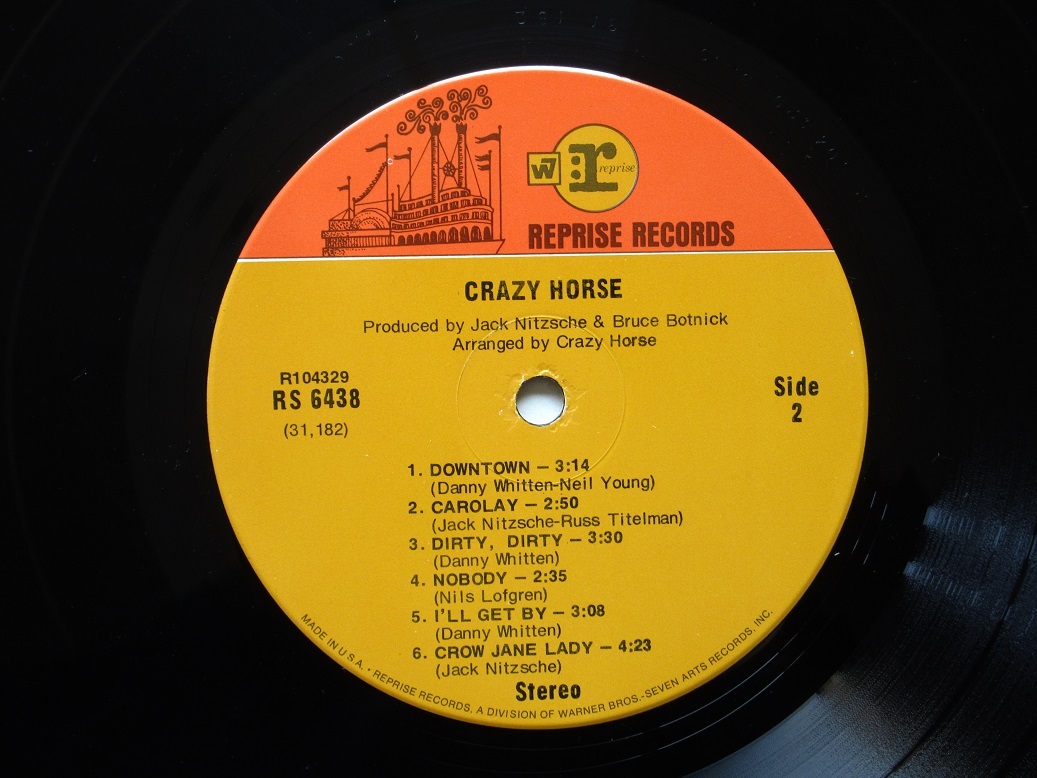 W7
r reprise
REPRISE RECORDS
CRAZY HORSE
Produced by Jack Nitzsche & Bruce Botnick
Arranged by Crazy Horse
R104329
RS 6438
(31,182)
Side
2
1. DOWNTOWN — 3:14
(Danny Whitten-Neil Young)
2. CAROLAY — 2:50
(Jack Nitzsche-Russ Titelman)
3. DIRTY, DIRTY — 3:30
(Danny Whitten)
4. NOBODY — 2:35
(Nils Lofgren)
5. I'LL GET BY — 3:08
(Danny Whitten)
6. CROW JANE LADY — 4:23
(Jack Nitzsche)
Stereo
MADE IN U.S.A. • REPRISE RECORDS, A DIVISION OF WARNER BROS.-SEVEN ARTS RECORDS, INC.